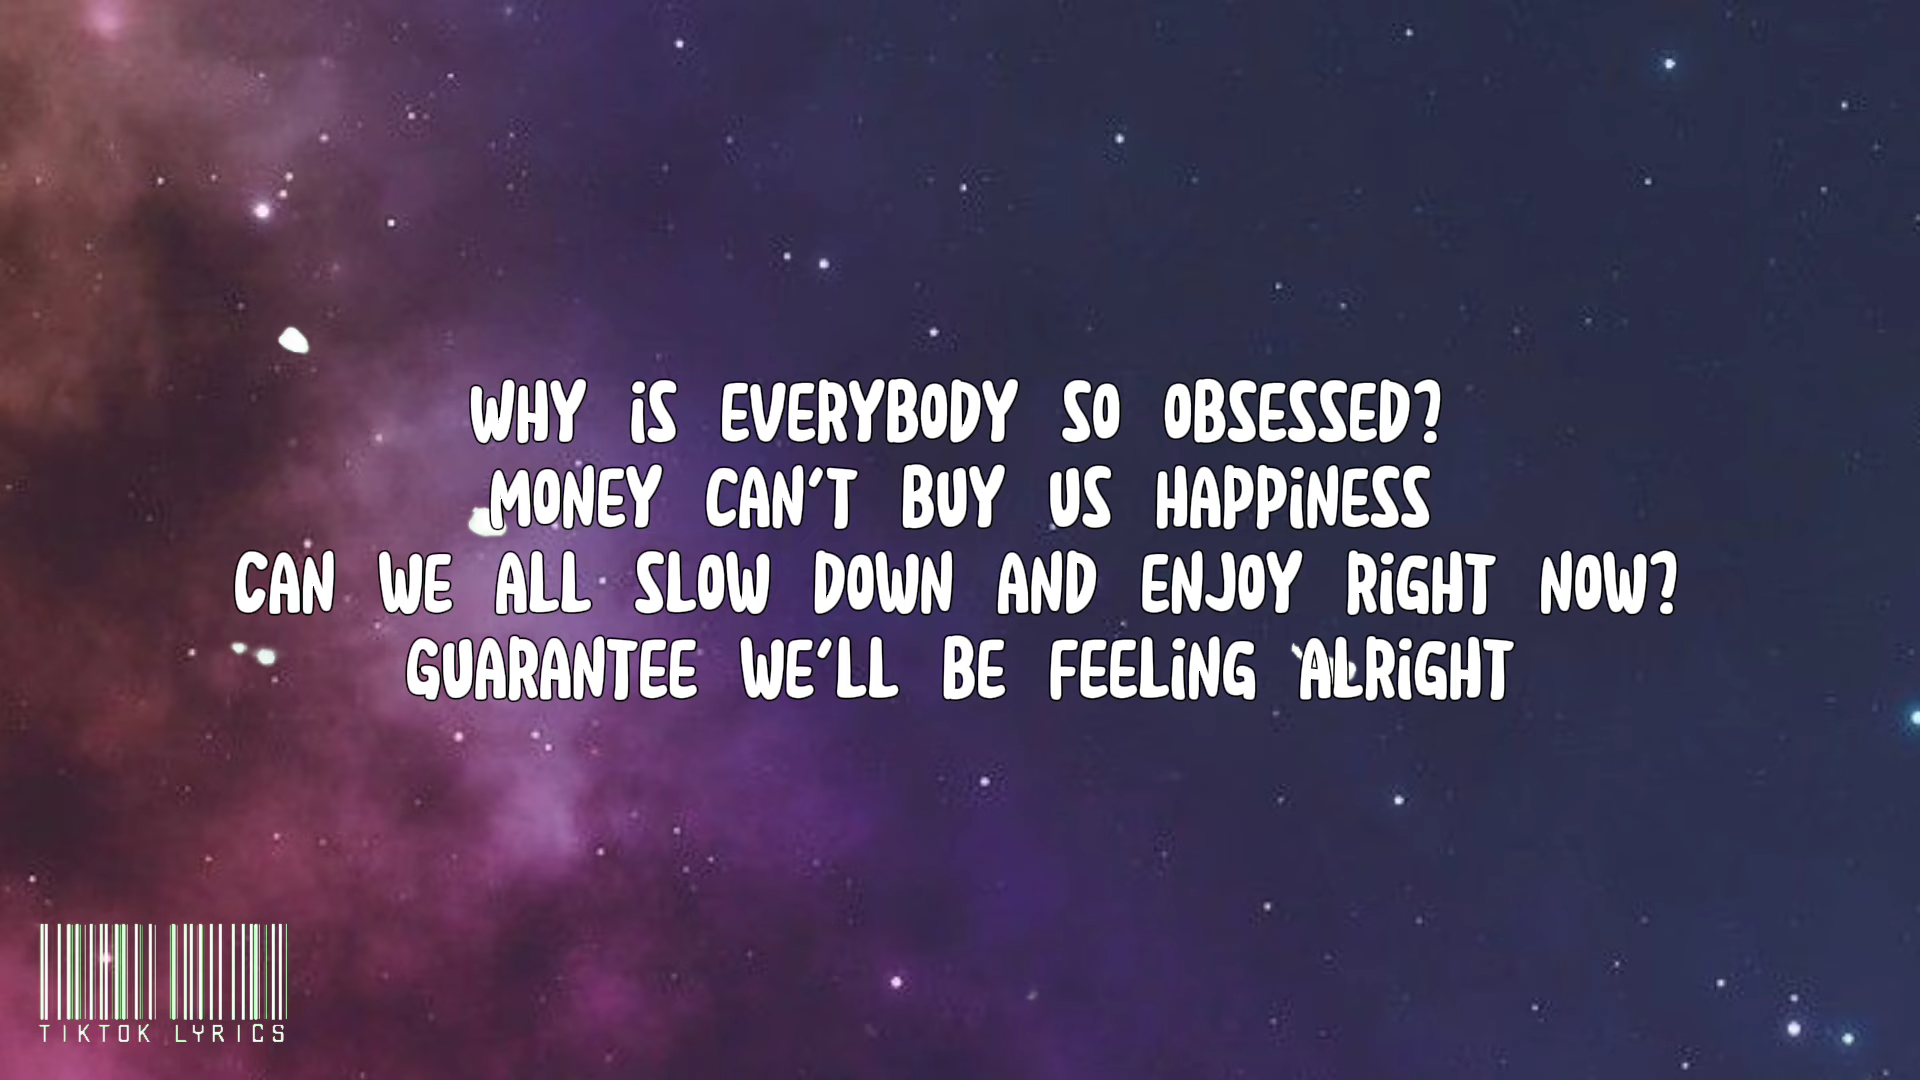 WHY iS EVERYBODY SO OBSESSED?
MONEY CAN'T BUY US HAPPiNESS
CAN WE ALL SLOW DOWN AND ENJOY RiGHT NOW?
GUARANTEE WE'LL BE FEELiNG ALRiGHT
TIKTOK LYRICS